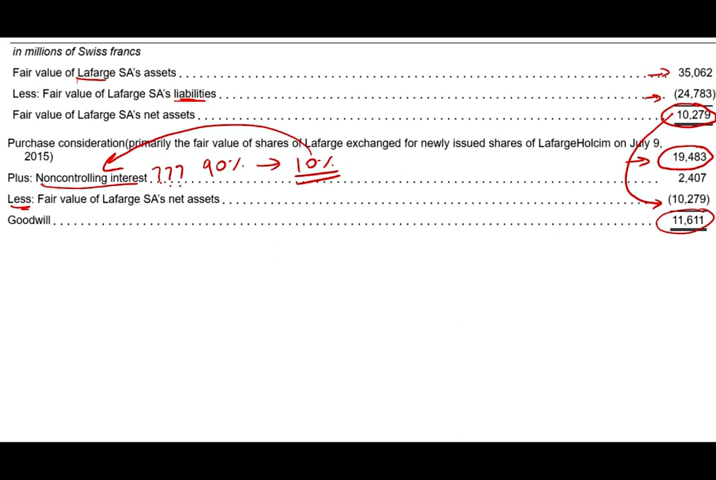 in millions of Swiss francs
Fair value of Lafarge SA's assets 35,062
Less: Fair value of Lafarge SA's liabilities (24,783)
Fair value of Lafarge SA's net assets 10,279
Purchase consideration(primarily the fair value of shares of Lafarge exchanged for newly issued shares of LafargeHolcim on July 9,
2015) 19,483
90% → 10%
Plus: Noncontrolling interest ??? 2,407
Less: Fair value of Lafarge SA's net assets (10,279)
Goodwill 11,611